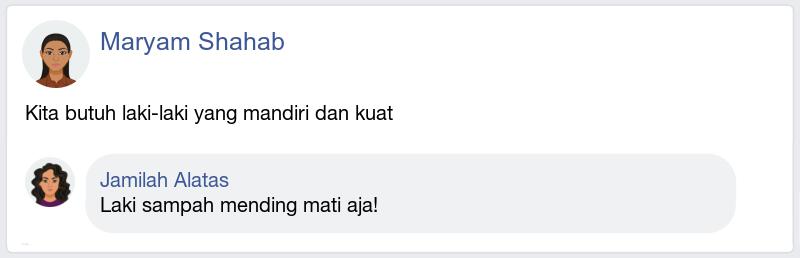 Maryam Shahab
Kita butuh laki-laki yang mandiri dan kuat
Jamilah Alatas
Laki sampah mending mati aja!